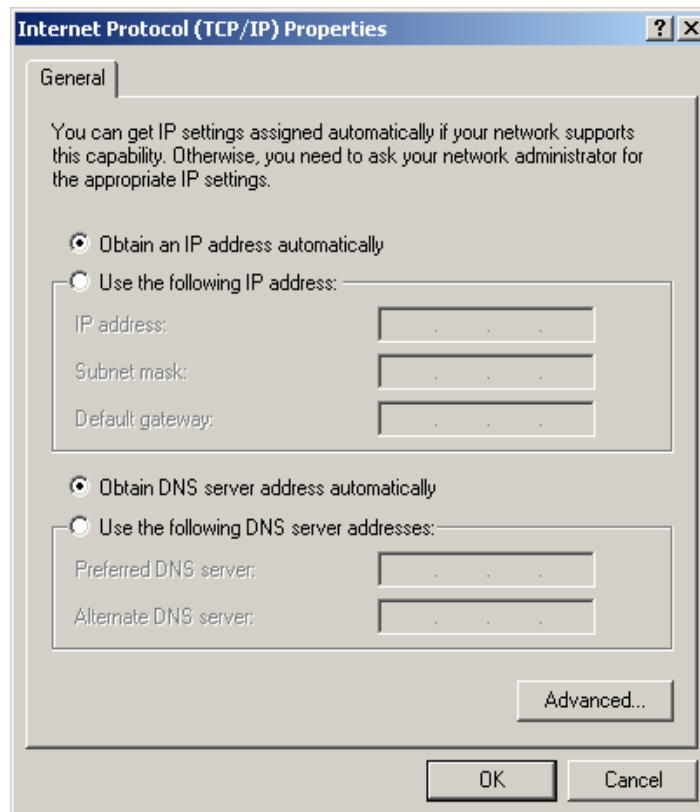 Internet Protocol (TCP/IP) Properties
General
You can get IP settings assigned automatically if your network supports
this capability. Otherwise, you need to ask your network administrator for
the appropriate IP settings.
Obtain an IP address automatically
Use the following IP address:
IP address:
Subnet mask:
Default gateway:
Obtain DNS server address automatically
Use the following DNS server addresses:
Preferred DNS server:
Alternate DNS server:
Advanced...
OK Cancel